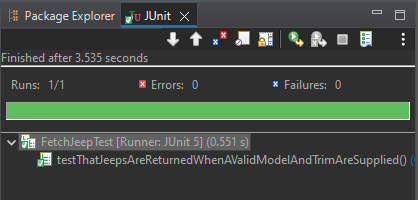 Package Explorer JUnit
Finished after 3.535 seconds
Runs: 1/1 Errors: 0 Failures: 0
FetchJeepTest [Runner: JUnit 5] (0.551 s)
testThatJeepsAreReturnedWhenAValidModelAndTrimAreSupplied()